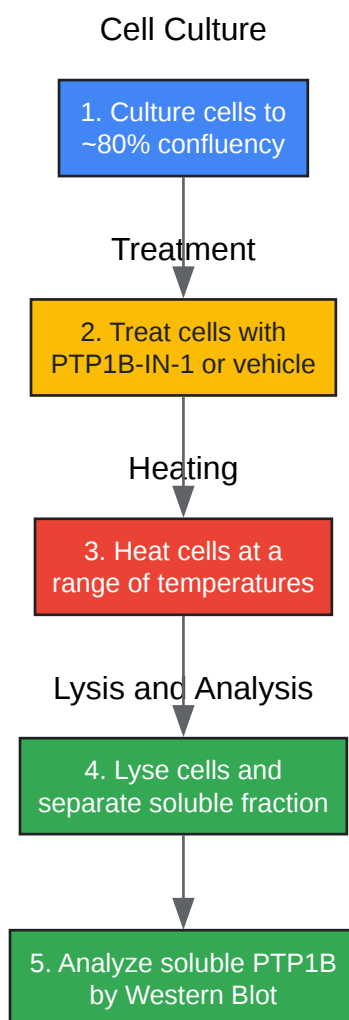 Cell Culture
1. Culture cells to
~80% confluency
Treatment
2. Treat cells with
PTP1B-IN-1 or vehicle
Heating
3. Heat cells at a
range of temperatures
Lysis and Analysis
4. Lyse cells and
separate soluble fraction
5. Analyze soluble PTP1B
by Western Blot